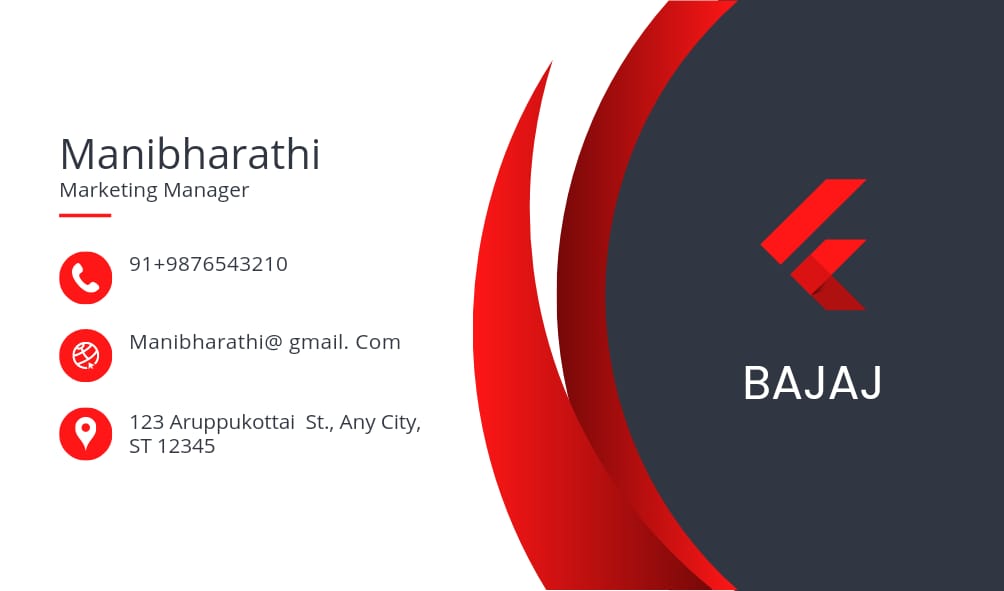 Manibharathi
Marketing Manager
91+9876543210
Manibharathi@ gmail. Com
123 Aruppukottai  St., Any City,
ST 12345
BAJAJ